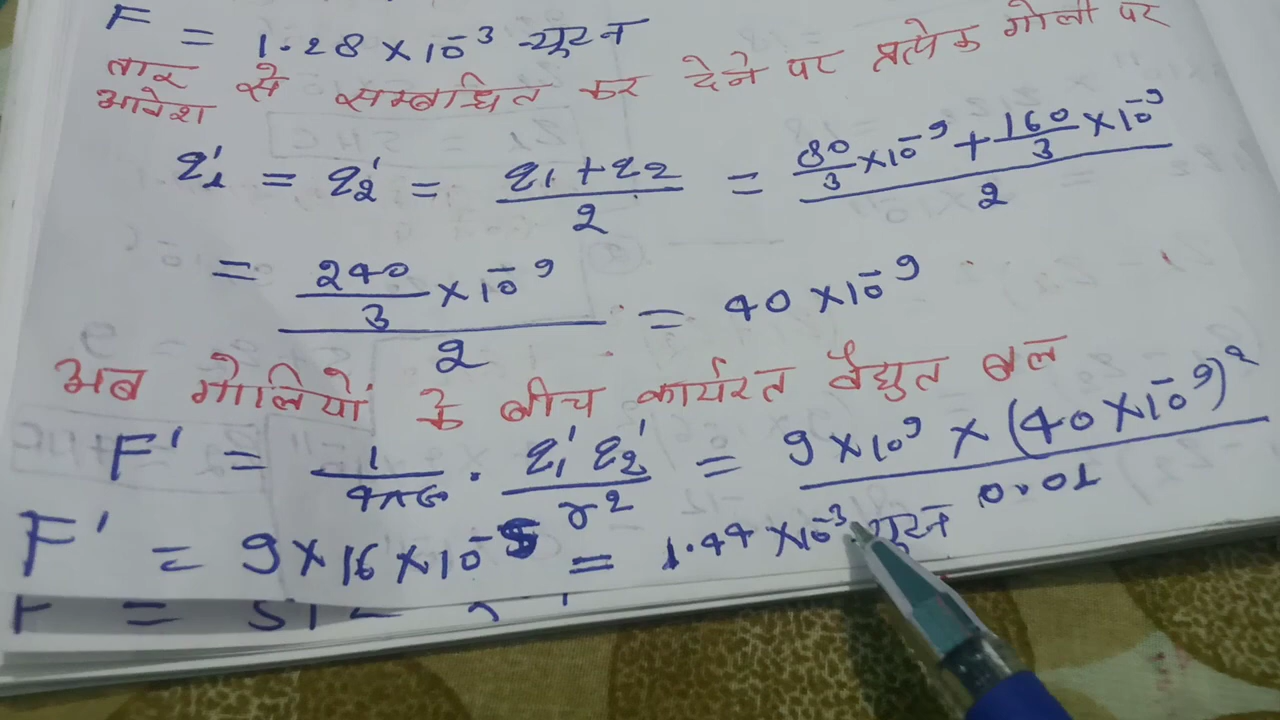 F = 1.28 × 10⁻³ न्यूटन
तार से सम्बन्धित कर देने पर प्रत्येक गोली पर
आवेश
q₁' = q₂' = (q₁ + q₂)/2 = (80/3 × 10⁻⁹ + 160/3 × 10⁻⁹)/2
= (240/3 × 10⁻⁹)/2 = 40 × 10⁻⁹
अब गोलियों के बीच कार्यरत वैद्युत बल
F' = 1/4πε₀ · q₁' q₂'/r² = 9 × 10⁹ × (40 × 10⁻⁹)²/0.01
F' = 9 × 16 × 10⁻⁵ = 1.44 × 10⁻³ न्यूटन